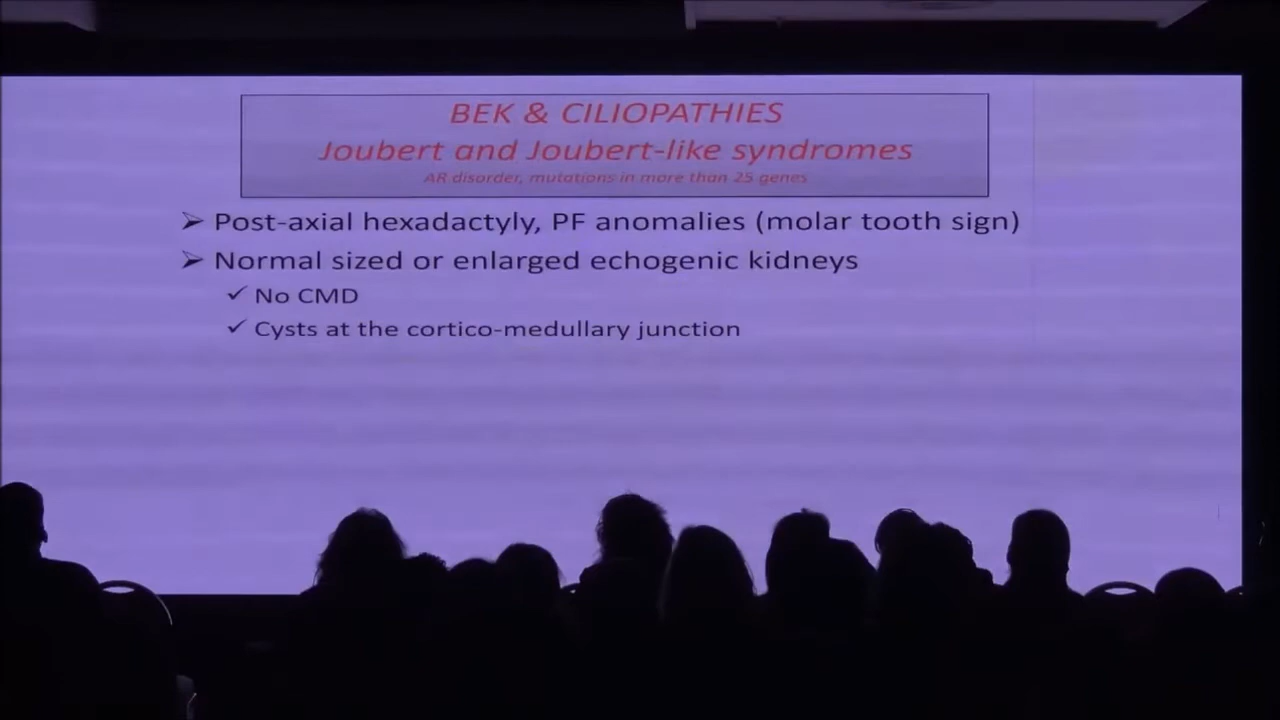 BEK & CILIOPATHIES
Joubert and Joubert-like syndromes
AR disorder, mutations in more than 25 genes
➢ Post-axial hexadactyly, PF anomalies (molar tooth sign)
➢ Normal sized or enlarged echogenic kidneys
✓ No CMD
✓ Cysts at the cortico-medullary junction